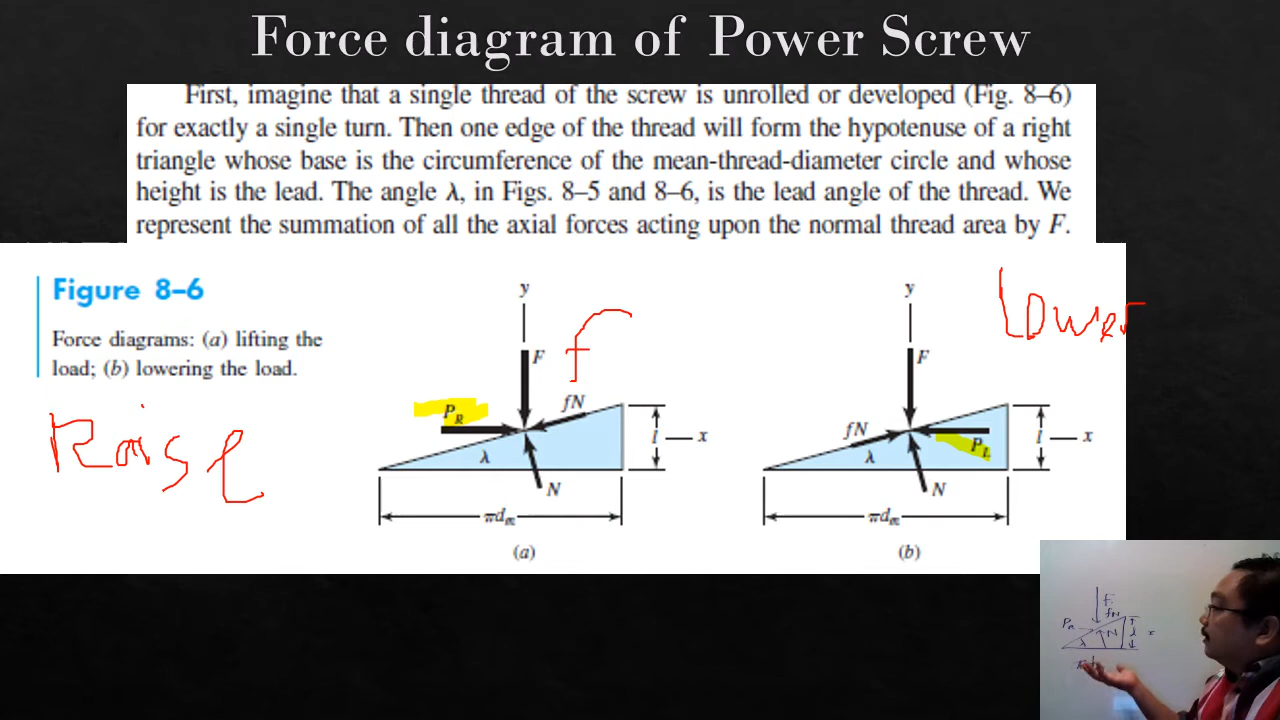 Force diagram of Power Screw
First, imagine that a single thread of the screw is unrolled or developed (Fig. 8–6)
for exactly a single turn. Then one edge of the thread will form the hypotenuse of a right
triangle whose base is the circumference of the mean-thread-diameter circle and whose
height is the lead. The angle λ, in Figs. 8–5 and 8–6, is the lead angle of the thread. We
represent the summation of all the axial forces acting upon the normal thread area by F.
Figure 8–6
Force diagrams: (a) lifting the
load; (b) lowering the load.
Raise
y
F
f
fN
P_R
λ
N
l
x
πd_m
(a)
Lower
y
F
fN
P_L
λ
N
l
x
πd_m
(b)
F
fN
P_R
N
λ
x